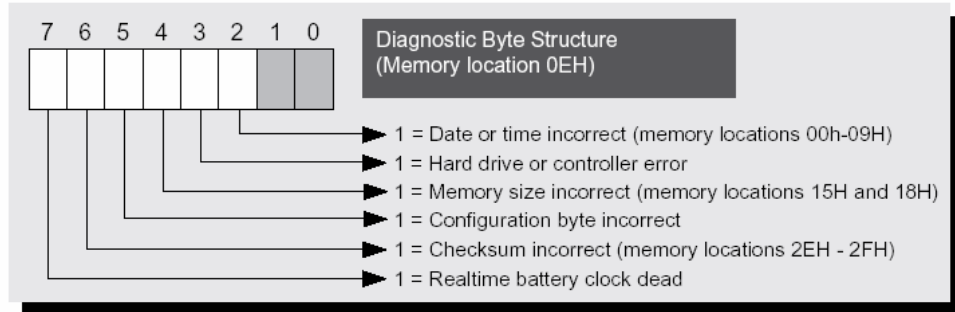 7 6 5 4 3 2 1 0
Diagnostic Byte Structure
(Memory location 0EH)
1 = Date or time incorrect (memory locations 00h-09H)
1 = Hard drive or controller error
1 = Memory size incorrect (memory locations 15H and 18H)
1 = Configuration byte incorrect
1 = Checksum incorrect (memory locations 2EH - 2FH)
1 = Realtime battery clock dead